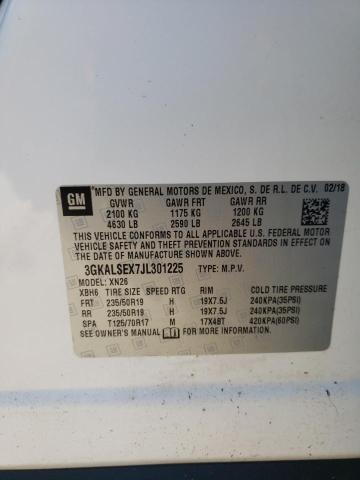 GM
MFD BY GENERAL MOTORS DE MEXICO, S. DE R.L. DE C.V. 02/18
GVWR GAWR FRT GAWR RR
2100 KG 1175 KG 1200 KG
4630 LB 2590 LB 2645 LB
THIS VEHICLE CONFORMS TO ALL APPLICABLE U.S. FEDERAL
MOTOR VEHICLE SAFETY, BUMPER, AND THEFT PREVENTION
STANDARDS IN EFFECT ON THE DATE OF MANUFACTURE SHOWN ABOVE.
3GKALSEX7JL301225 TYPE: M.P.V.
MODEL: XN26
XBH6 TIRE SIZE SPEED RTG RIM COLD TIRE PRESSURE
FRT 235/50R19 H 19X7.5J 240KPA(35PSI)
RR 235/50R19 H 19X7.5J 240KPA(35PSI)
SPA T125/70R17 M 17X4BT 420KPA(60PSI)
SEE OWNER'S MANUAL FOR MORE INFORMATION.